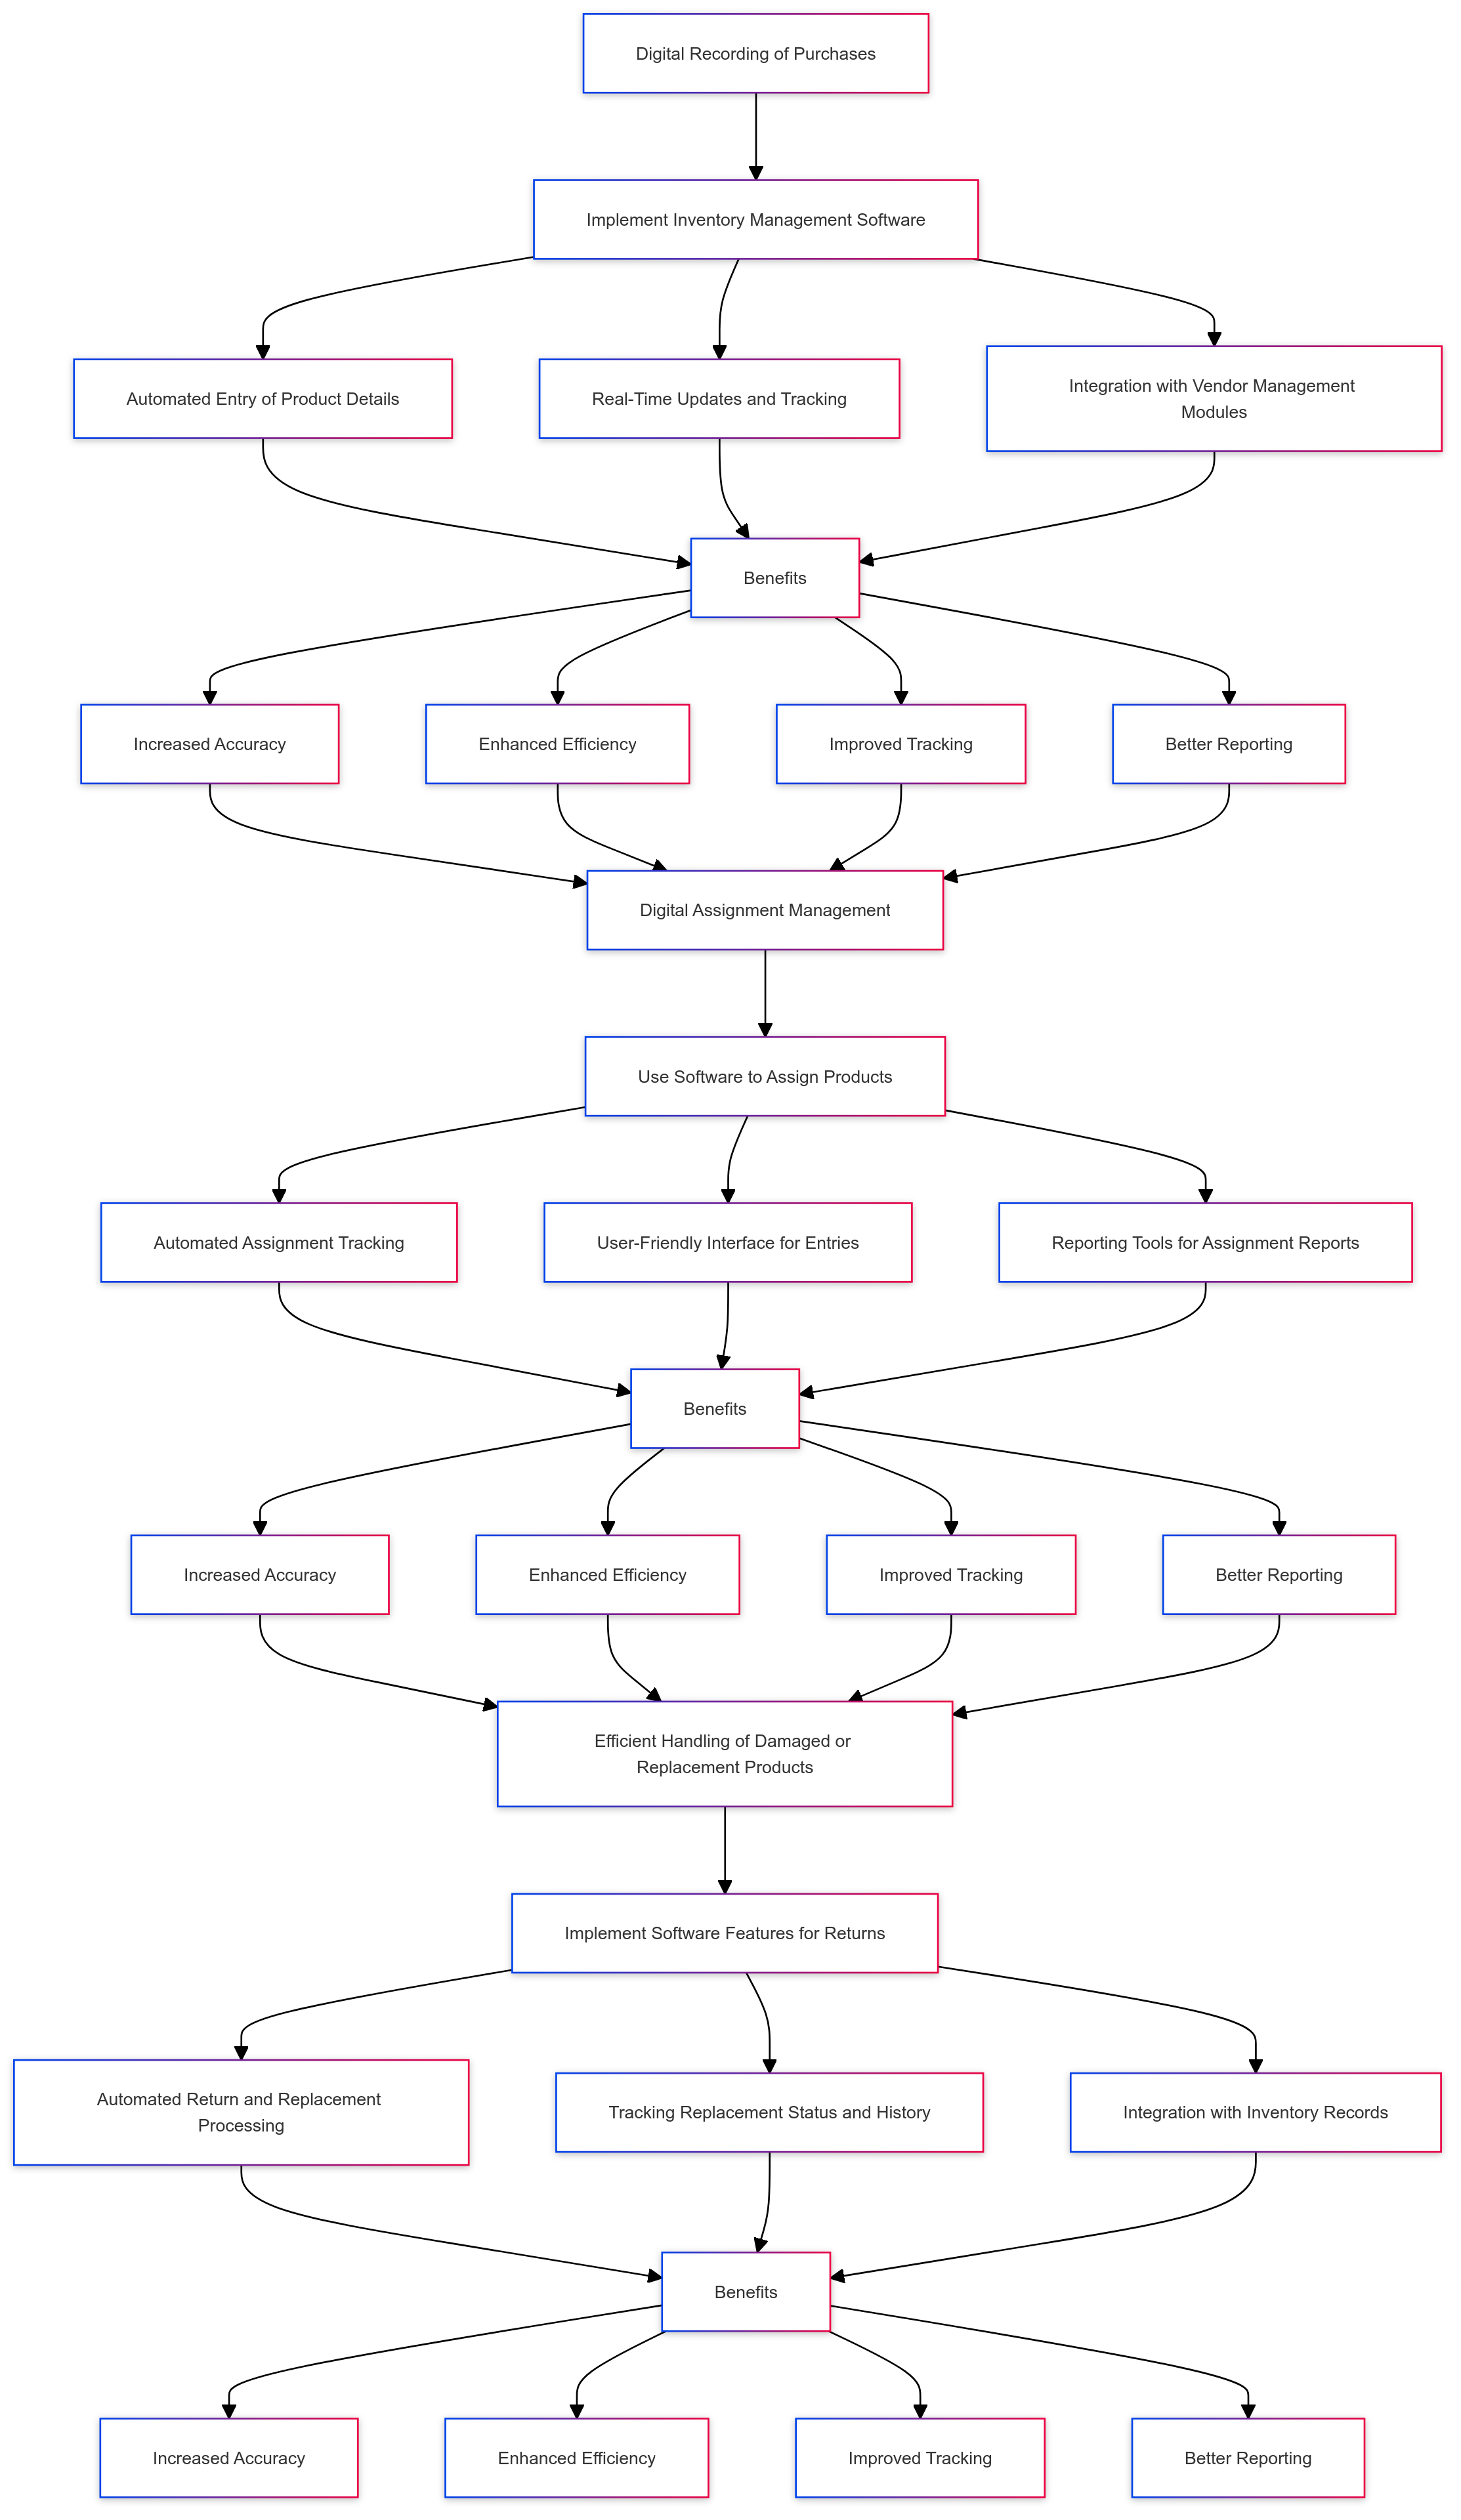 Digital Recording of Purchases
Implement Inventory Management Software
Automated Entry of Product Details
Real-Time Updates and Tracking
Integration with Vendor Management
Modules
Benefits
Increased Accuracy
Enhanced Efficiency
Improved Tracking
Better Reporting
Digital Assignment Management
Use Software to Assign Products
Automated Assignment Tracking
User-Friendly Interface for Entries
Reporting Tools for Assignment Reports
Benefits
Increased Accuracy
Enhanced Efficiency
Improved Tracking
Better Reporting
Efficient Handling of Damaged or
Replacement Products
Implement Software Features for Returns
Automated Return and Replacement
Processing
Tracking Replacement Status and History
Integration with Inventory Records
Benefits
Increased Accuracy
Enhanced Efficiency
Improved Tracking
Better Reporting